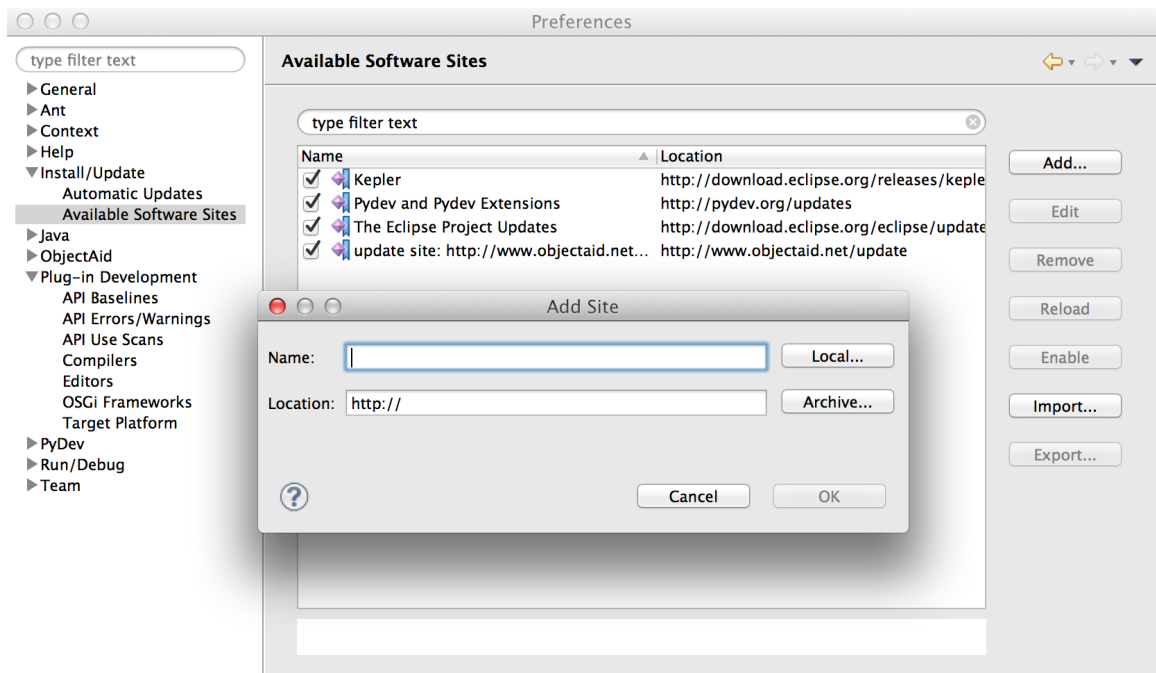 Preferences
type filter text
General
Ant
Context
Help
Install/Update
Automatic Updates
Available Software Sites
Java
ObjectAid
Plug-in Development
API Baselines
API Errors/Warnings
API Use Scans
Compilers
Editors
OSGi Frameworks
Target Platform
PyDev
Run/Debug
Team
Available Software Sites
type filter text
Name Location
Kepler http://download.eclipse.org/releases/keple
Pydev and Pydev Extensions http://pydev.org/updates
The Eclipse Project Updates http://download.eclipse.org/eclipse/update
update site: http://www.objectaid.net... http://www.objectaid.net/update
Add...
Edit
Remove
Reload
Enable
Import...
Export...
Add Site
Name: Local...
Location: http:// Archive...
? Cancel OK